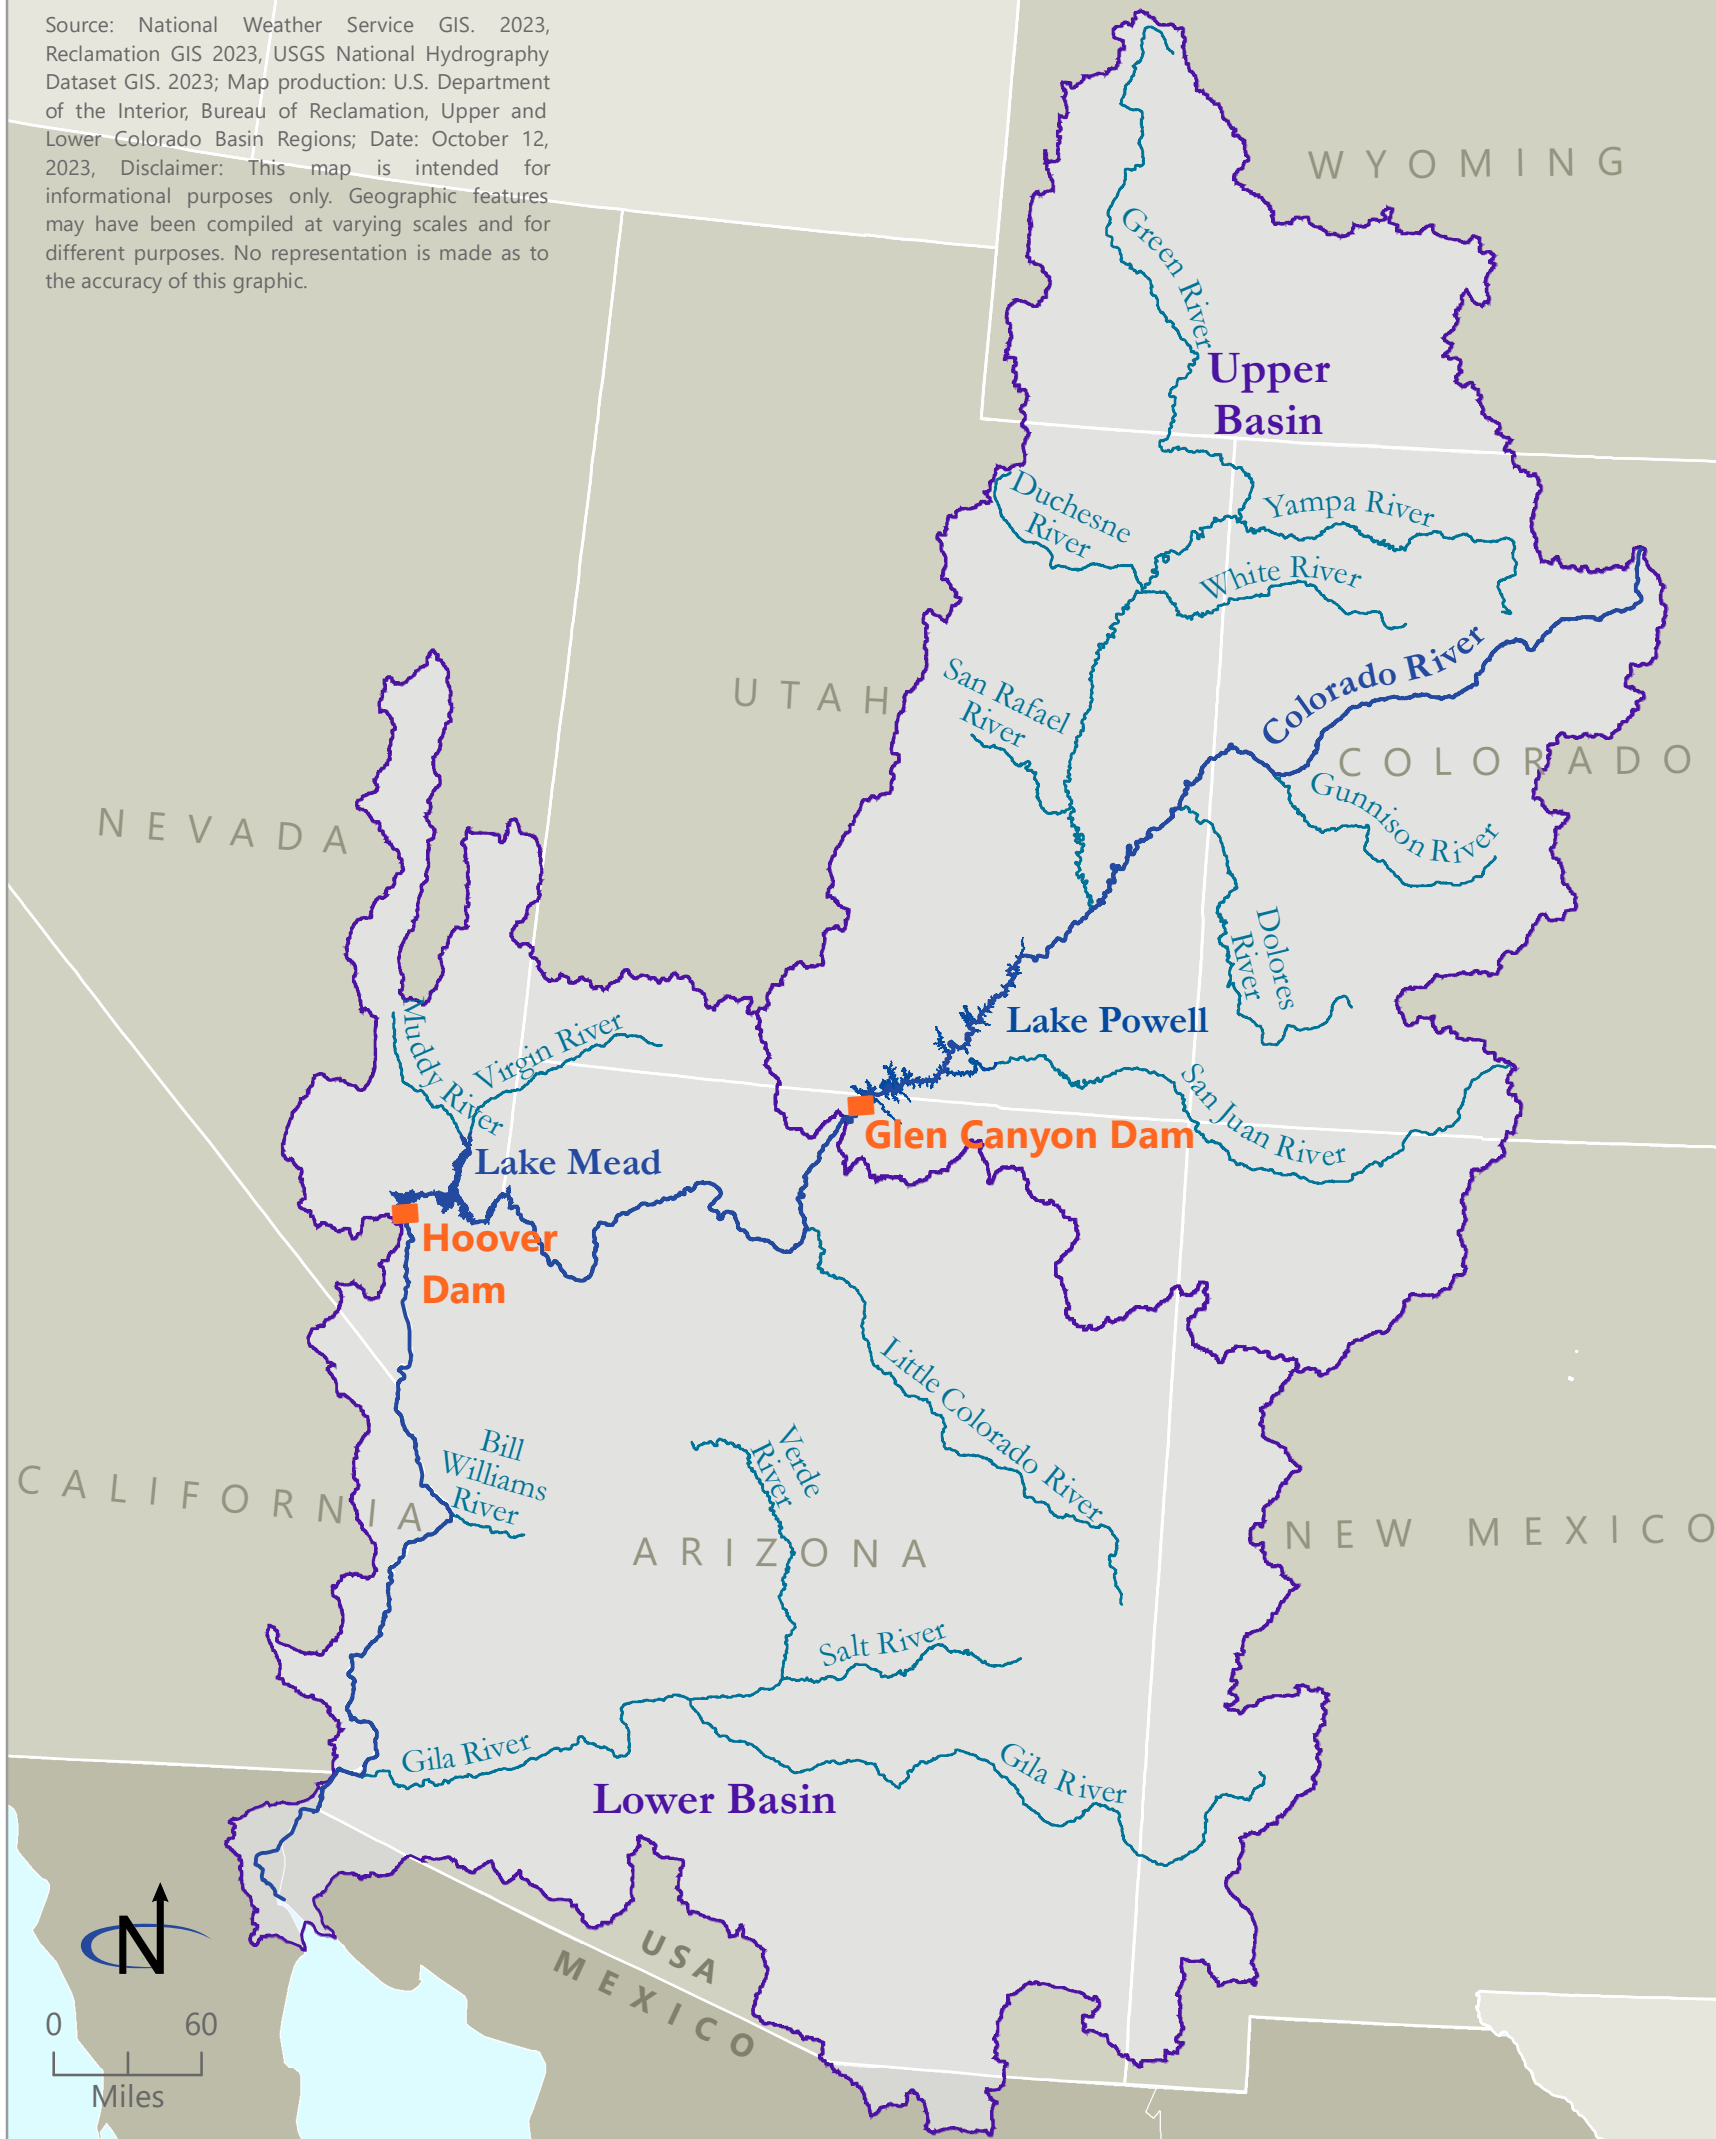 Source: National Weather Service GIS. 2023,
Reclamation GIS 2023, USGS National Hydrography
Dataset GIS. 2023; Map production: U.S. Department
of the Interior, Bureau of Reclamation, Upper and
Lower Colorado Basin Regions; Date: October 12,
2023, Disclaimer: This map is intended for
informational purposes only. Geographic features
may have been compiled at varying scales and for
different purposes. No representation is made as to
the accuracy of this graphic.
WYOMING
Green River
Upper
Basin
Duchesne
River
Yampa River
White River
Colorado River
San Rafael
River
UTAH
COLORADO
Gunnison River
NEVADA
Dolores
River
Lake Powell
Muddy River
Virgin River
San Juan River
Glen Canyon Dam
Lake Mead
Hoover
Dam
Little Colorado River
Bill
Williams
River
Verde
River
CALIFORNIA
ARIZONA
NEW MEXICO
Salt River
Gila River
Gila River
Lower Basin
USA
MEXICO
N
0 60
Miles